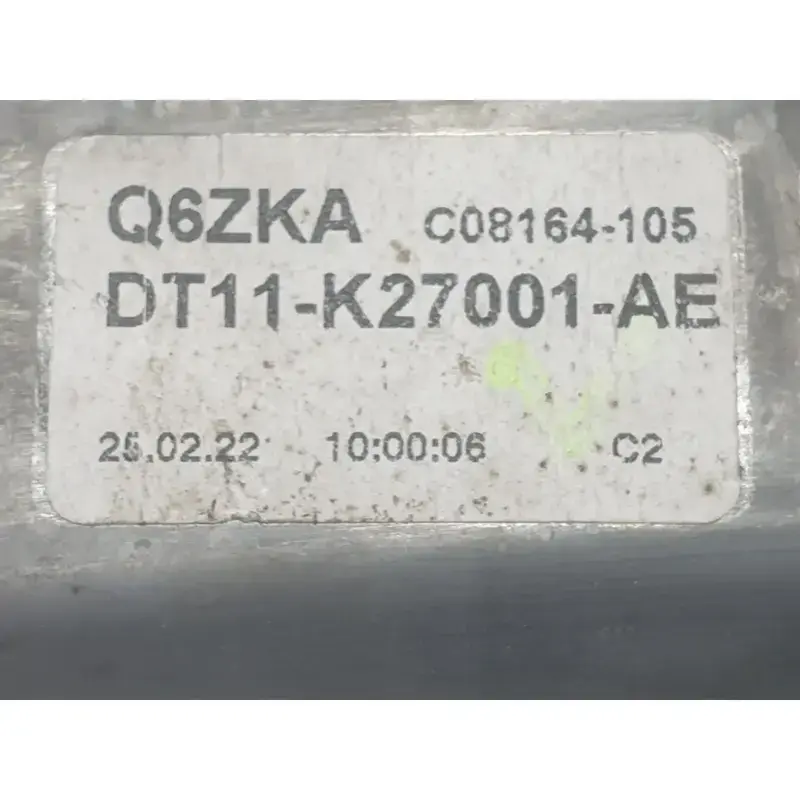 Q6ZKA C08164-105
DT11-K27001-AE
25.02.22 10:00:06 C2